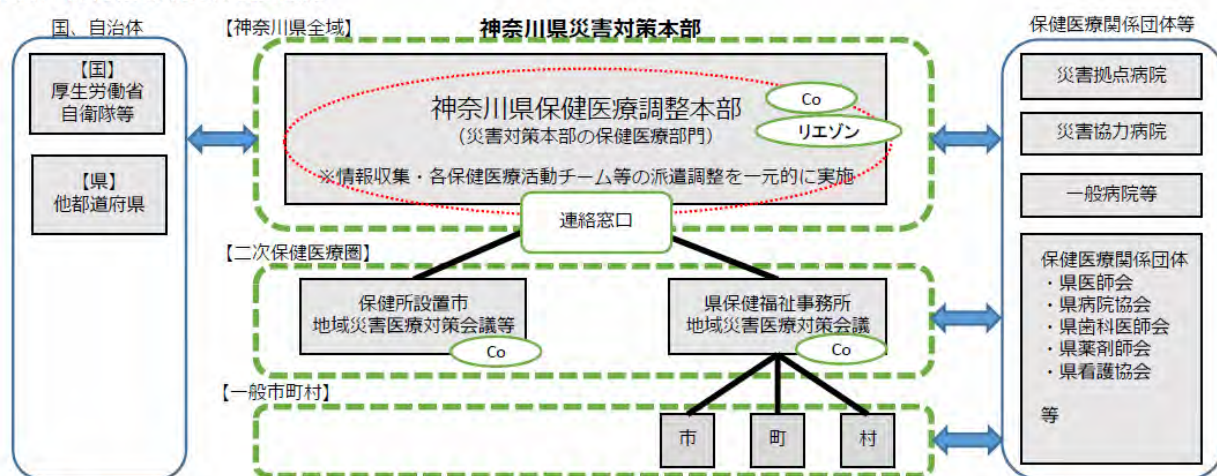 国、自治体
【国】
厚生労働省
自衛隊等
【県】
他都道府県
【神奈川県全域】
神奈川県災害対策本部
神奈川県保健医療調整本部
(災害対策本部の保健医療部門)
※情報収集・各保健医療活動チーム等の派遣調整を一元的に実施
Co
リエゾン
連絡窓口
【二次保健医療圏】
保健所設置市
地域災害医療対策会議等
Co
県保健福祉事務所
地域災害医療対策会議
Co
【一般市町村】
市
町
村
保健医療関係団体等
災害拠点病院
災害協力病院
一般病院等
保健医療関係団体
・県医師会
・県病院協会
・県歯科医師会
・県薬剤師会
・県看護協会
等